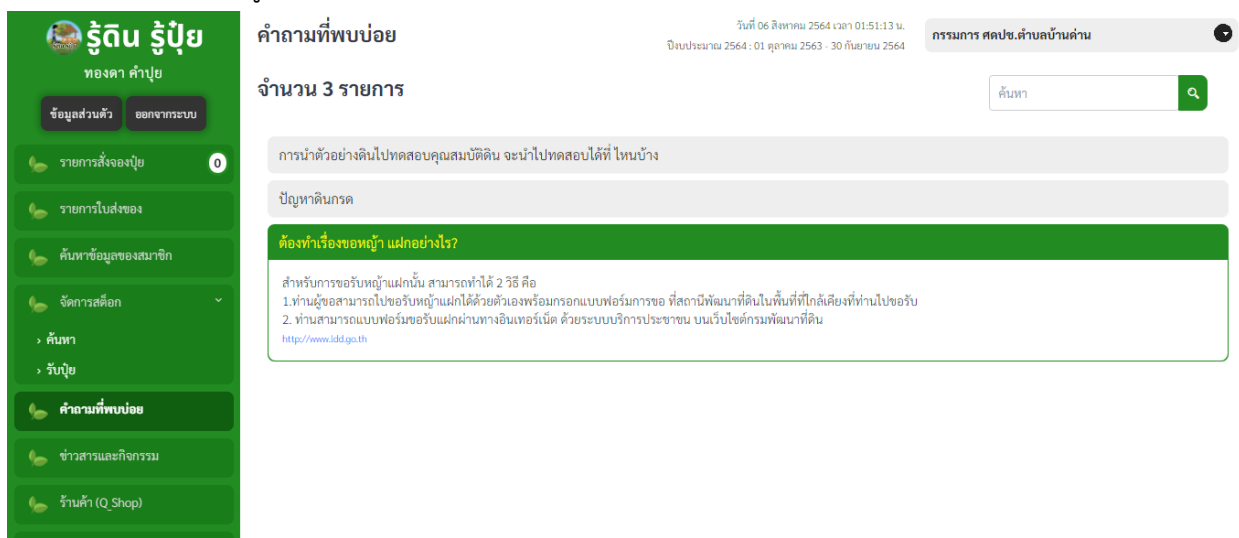 รู้ดิน รู้ปุ๋ย
ทองดา คำปุ่ย
ข้อมูลส่วนตัว
ออกจากระบบ
รายการสั่งจองปุ๋ย
0
รายการใบส่งของ
ค้นหาข้อมูลของสมาชิก
จัดการสต็อก
› ค้นหา
› รับปุ๋ย
คำถามที่พบบ่อย
ข่าวสารและกิจกรรม
ร้านค้า (Q_Shop)
คำถามที่พบบ่อย
วันที่ 06 สิงหาคม 2564 เวลา 01:51:13 น.
ปีงบประมาณ 2564 : 01 ตุลาคม 2563 - 30 กันยายน 2564
กรรมการ ศดปช.ตำบลบ้านด่าน
จำนวน 3 รายการ
ค้นหา
การนำตัวอย่างดินไปทดสอบคุณสมบัติดิน จะนำไปทดสอบได้ที่ ไหนบ้าง
ปัญหาดินกรด
ต้องทำเรื่องขอหญ้า แฝกอย่างไร?
สำหรับการขอรับหญ้าแฝกนั้น สามารถทำได้ 2 วิธี คือ
1.ท่านผู้ขอสามารถไปขอรับหญ้าแฝกได้ด้วยตัวเองพร้อมกรอกแบบฟอร์มการขอ ที่สถานีพัฒนาที่ดินในพื้นที่ที่ใกล้เคียงที่ท่านไปขอรับ
2. ท่านสามารถแบบฟอร์มขอรับแฝกผ่านทางอินเทอร์เน็ต ด้วยระบบบริการประชาชน บนเว็บไซต์กรมพัฒนาที่ดิน
http://www.ldd.go.th